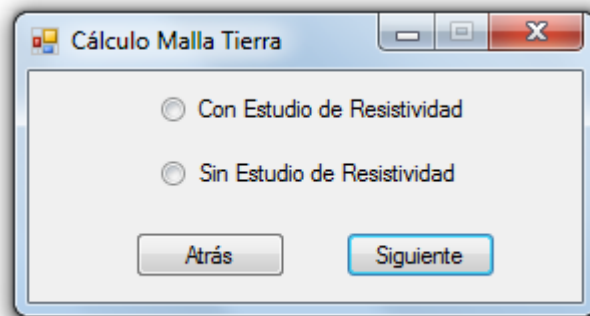 Cálculo Malla Tierra
Con Estudio de Resistividad
Sin Estudio de Resistividad
Atrás Siguiente